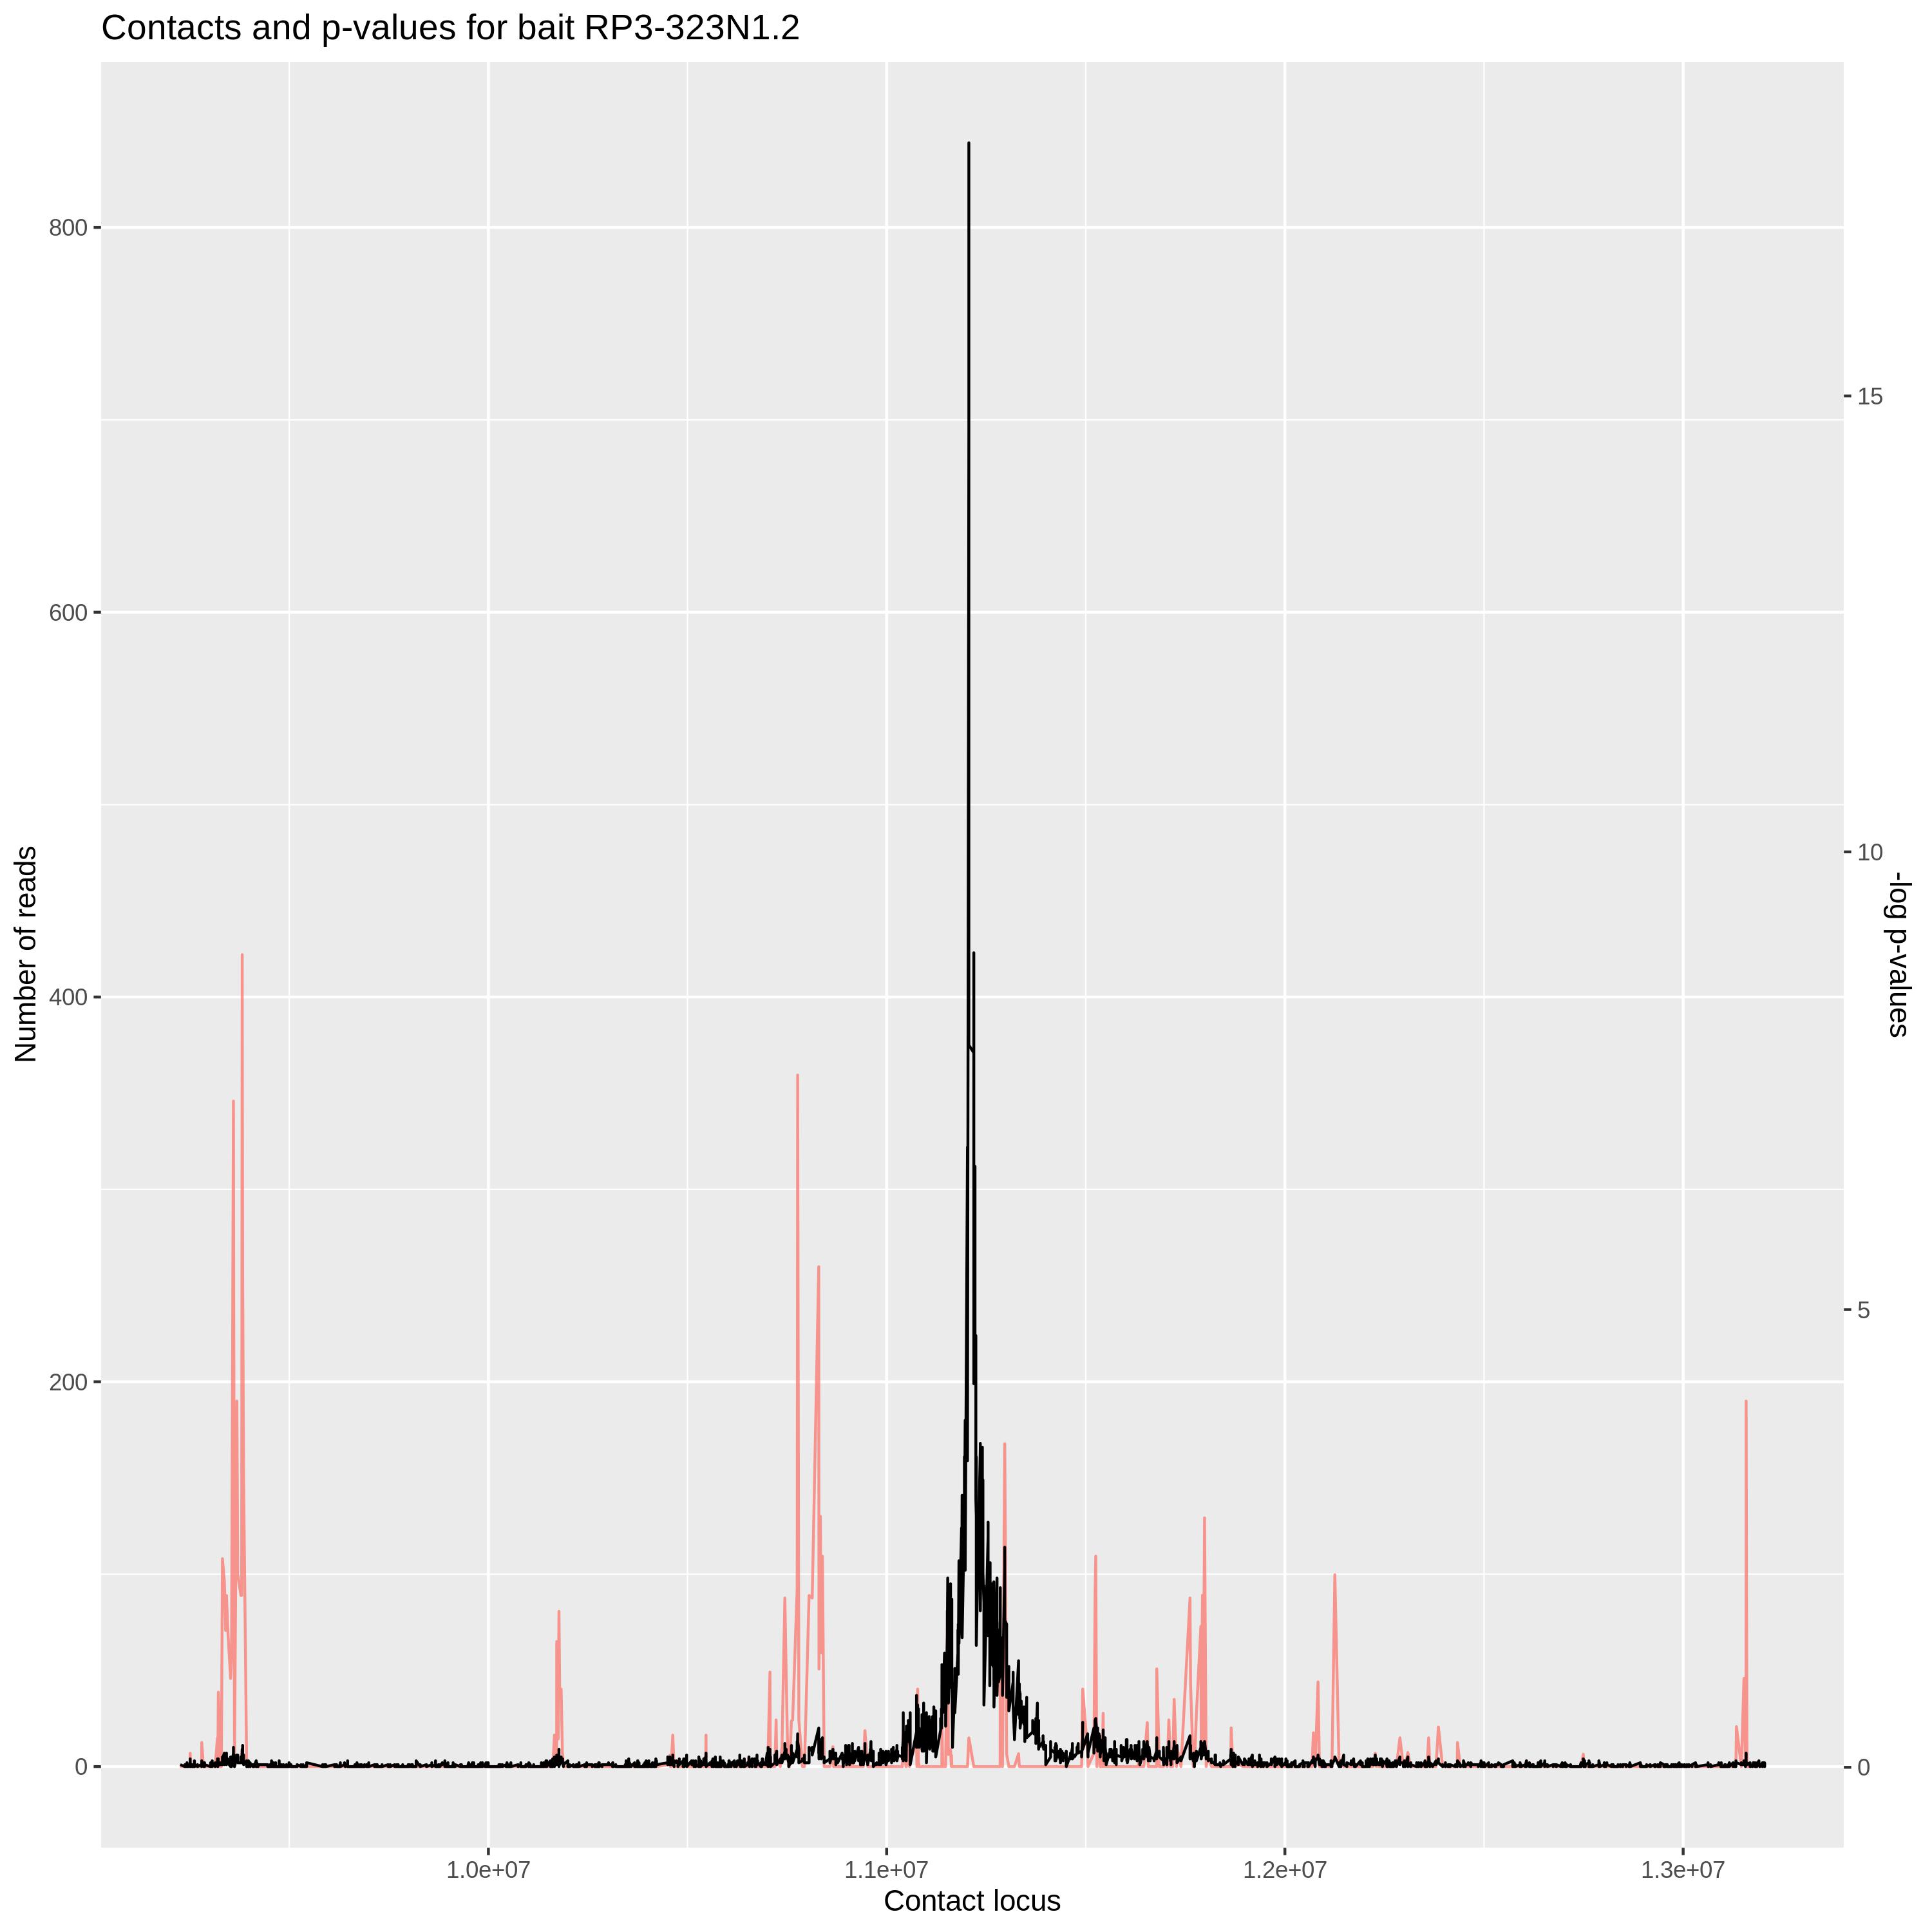 Contacts and p-values for bait RP3-323N1.2
800
600
400
200
0
15
10
5
0
Number of reads
-log p-values
1.0e+07
1.1e+07
1.2e+07
1.3e+07
Contact locus